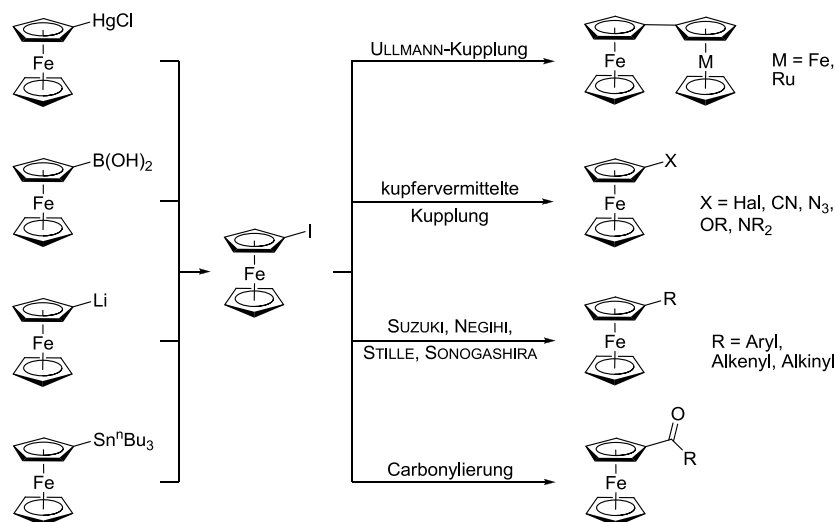 HgCl
Fe
B(OH)2
Fe
Li
Fe
SnnBu3
Fe
I
Fe
ULLMANN-Kupplung
Fe
M
M = Fe,
Ru
kupfervermittelte
Kupplung
X
Fe
X = Hal, CN, N3,
OR, NR2
SUZUKI, NEGIHI,
STILLE, SONOGASHIRA
R
Fe
R = Aryl,
Alkenyl, Alkinyl
Carbonylierung
O
R
Fe